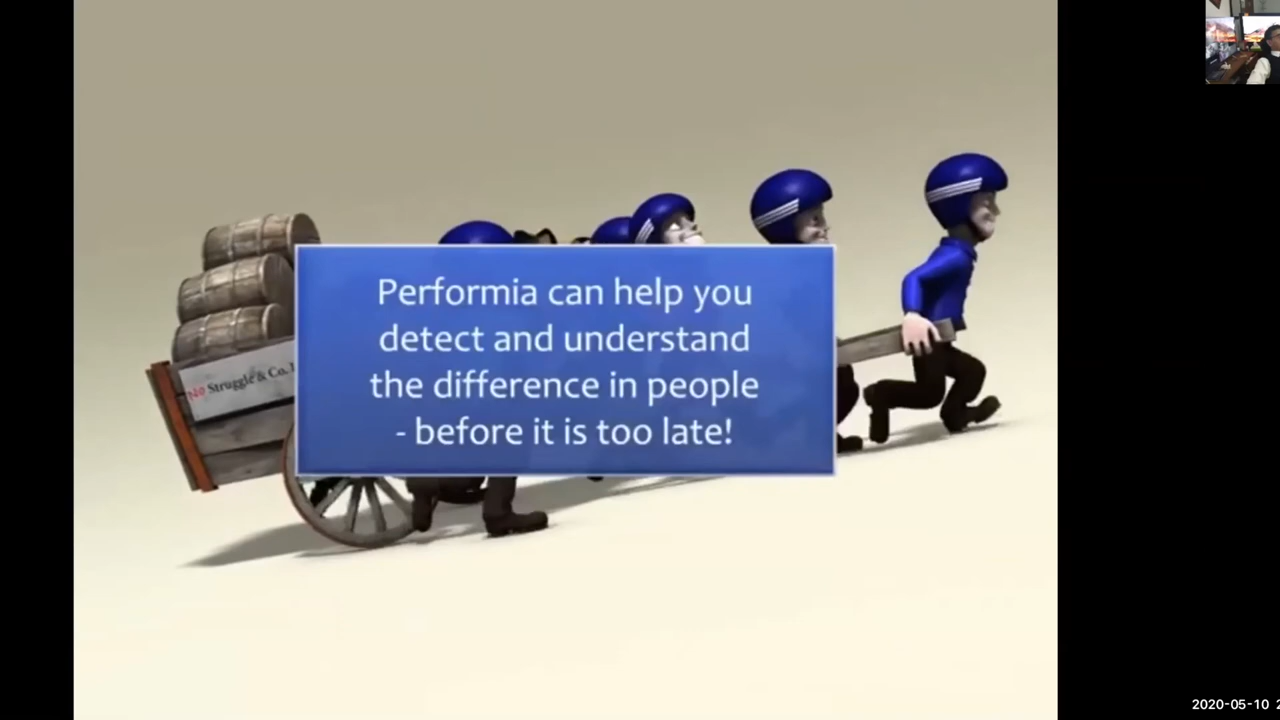 Performia can help you
detect and understand
the difference in people
- before it is too late!
No Struggle & Co.
2020-05-10